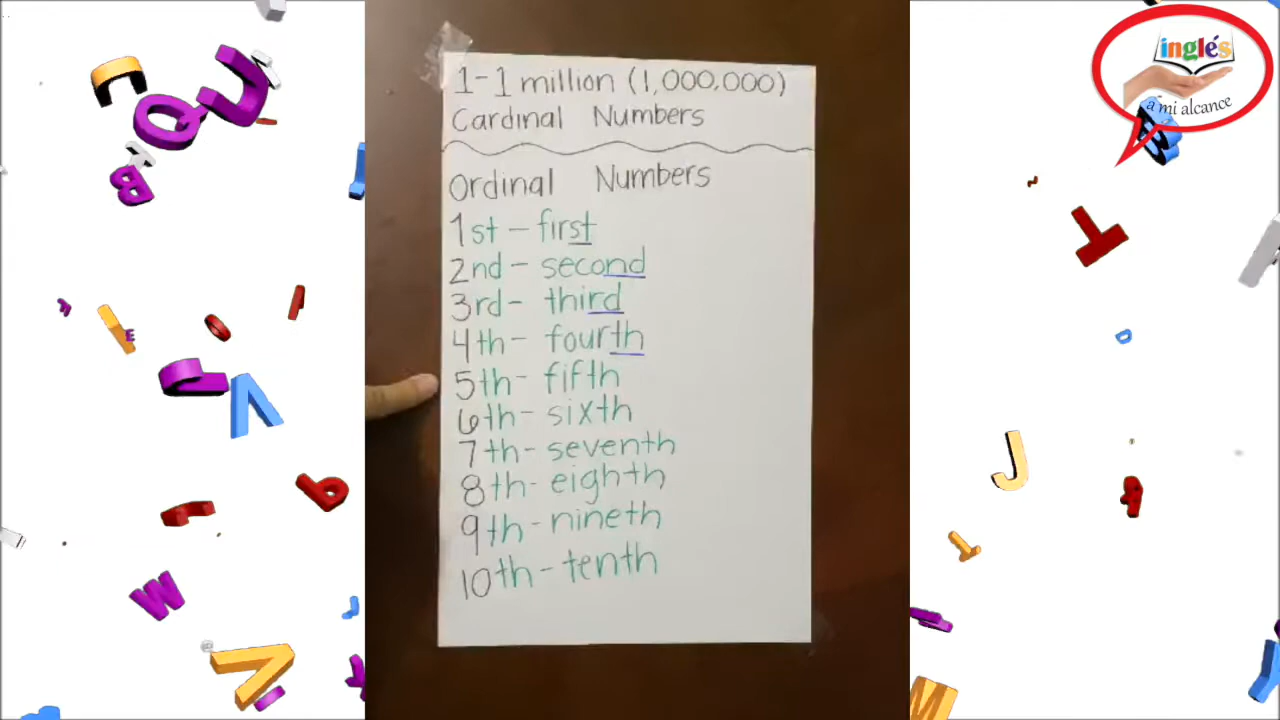 1-1 million (1,000,000)
Cardinal Numbers
Ordinal Numbers
1st - first
2nd - second
3rd - third
4th - fourth
5th - fifth
6th - sixth
7th - seventh
8th - eighth
9th - nineth
10th - tenth
inglés
a mi alcance